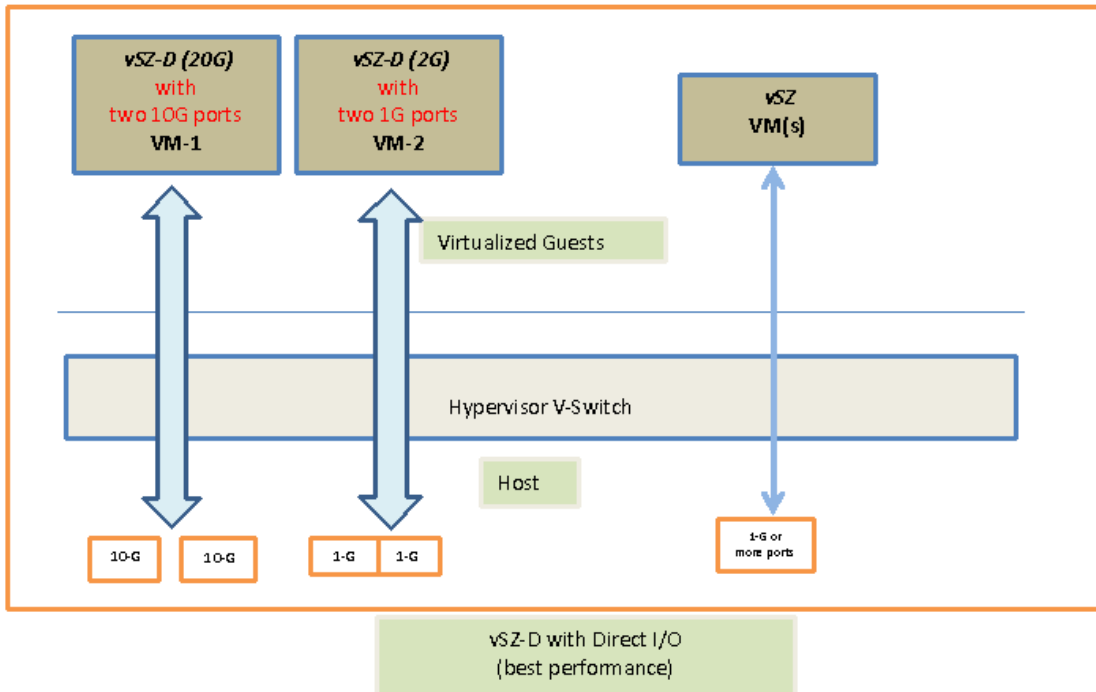 vSZ-D (20G)
with
two 10G ports
VM-1
vSZ-D (2G)
with
two 1G ports
VM-2
vSZ
VM(s)
Virtualized Guests
Hypervisor V-Switch
Host
10-G
10-G
1-G
1-G
1-G or
more ports
vSZ-D with Direct I/O
(best performance)